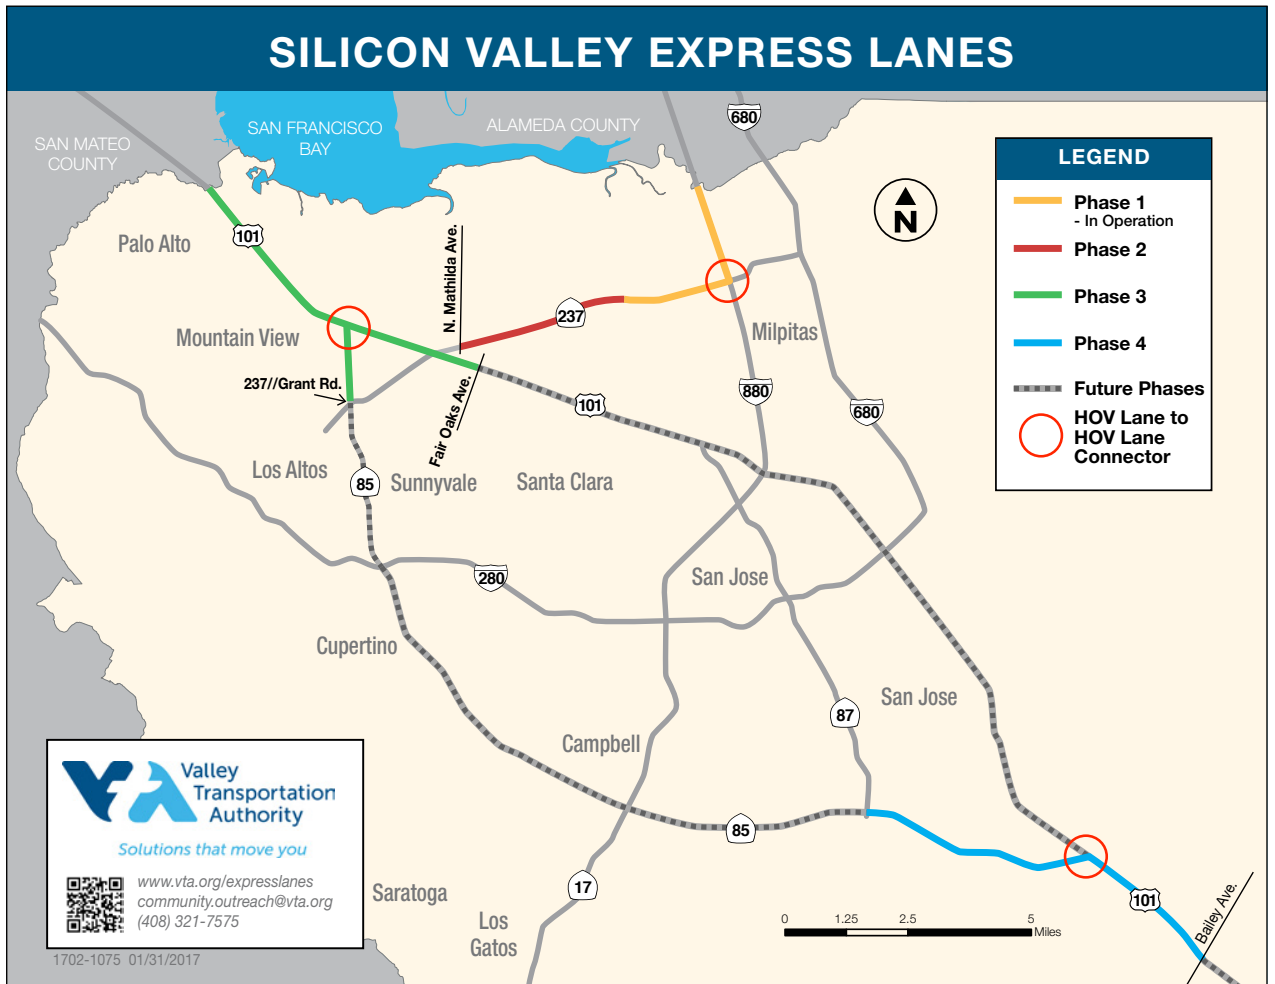 SILICON VALLEY EXPRESS LANES
SAN MATEO
COUNTY
SAN FRANCISCO
BAY
ALAMEDA COUNTY
680
LEGEND
Phase 1
- In Operation
Phase 2
Phase 3
Phase 4
Future Phases
HOV Lane to
HOV Lane
Connector
N
Palo Alto
101
N. Mathilda Ave.
237
Mountain View
Milpitas
237//Grant Rd.
Fair Oaks Ave.
101
880
680
Los Altos
85
Sunnyvale
Santa Clara
280
San Jose
Cupertino
San Jose
87
Campbell
85
Valley
Transportation
Authority
Solutions that move you
www.vta.org/expresslanes
community.outreach@vta.org
(408) 321-7575
1702-1075 01/31/2017
Saratoga
17
Los
Gatos
101
Bailey Ave.
0 1.25 2.5 5
Miles